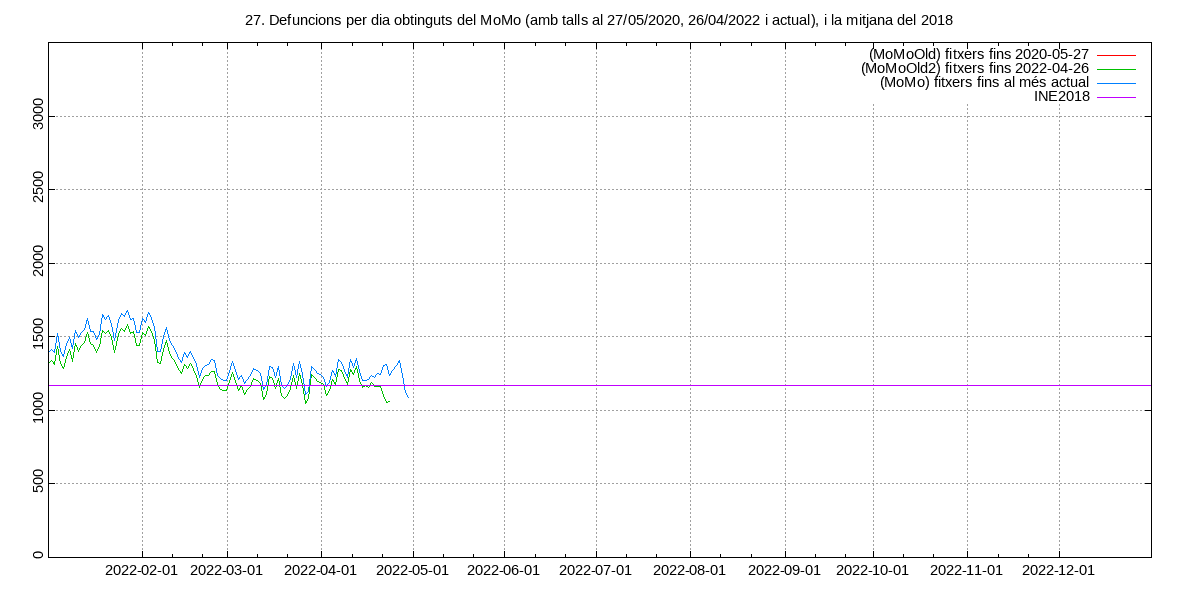 27. Defuncions per dia obtinguts del MoMo (amb talls al 27/05/2020, 26/04/2022 i actual), i la mitjana del 2018
(MoMoOld) fitxers fins 2020-05-27
(MoMoOld2) fitxers fins 2022-04-26
(MoMo) fitxers fins al més actual
INE2018
3000
2500
2000
1500
1000
500
0
2022-02-01 2022-03-01 2022-04-01 2022-05-01 2022-06-01 2022-07-01 2022-08-01 2022-09-01 2022-10-01 2022-11-01 2022-12-01